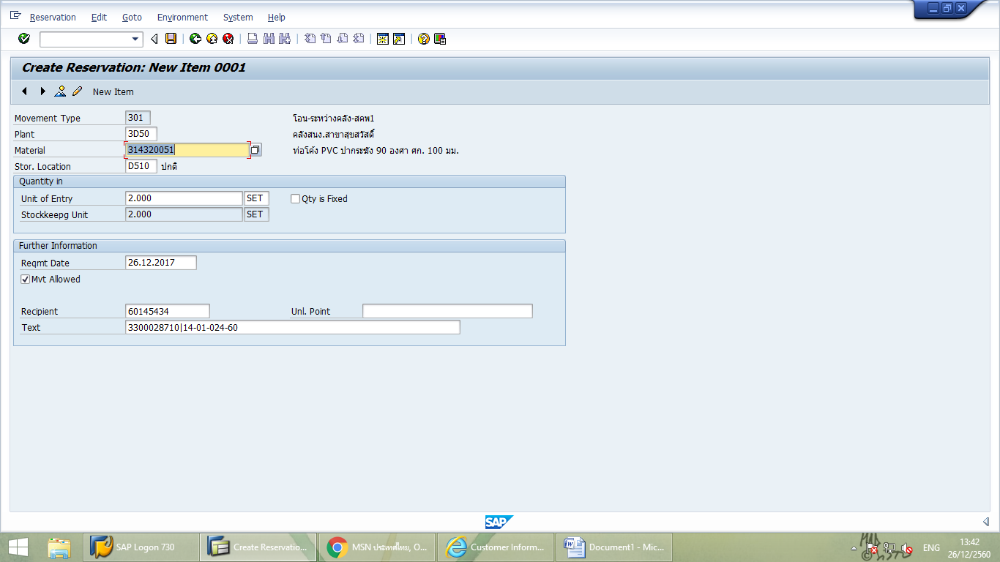 Reservation Edit Goto Environment System Help
Create Reservation: New Item 0001
New Item
Movement Type 301 โอน-ระหว่างคลัง-สคพ1
Plant 3D50 คลังสนง.สาขาสุขสวัสดิ์
Material 314320051 ท่อโค้ง PVC ปากระฆัง 90 องศา ศก. 100 มม.
Stor. Location D510 ปกติ
Quantity in
Unit of Entry 2.000 SET Qty is Fixed
Stockkeepg Unit 2.000 SET
Further Information
Reqmt Date 26.12.2017
Mvt Allowed
Recipient 60145434 Unl. Point
Text 3300028710|14-01-024-60
SAP
SAP Logon 730 Create Reservatio... MSN ประเทศไทย, O... Customer Inform... Document1 - Mic... ENG 13:42
26/12/2560